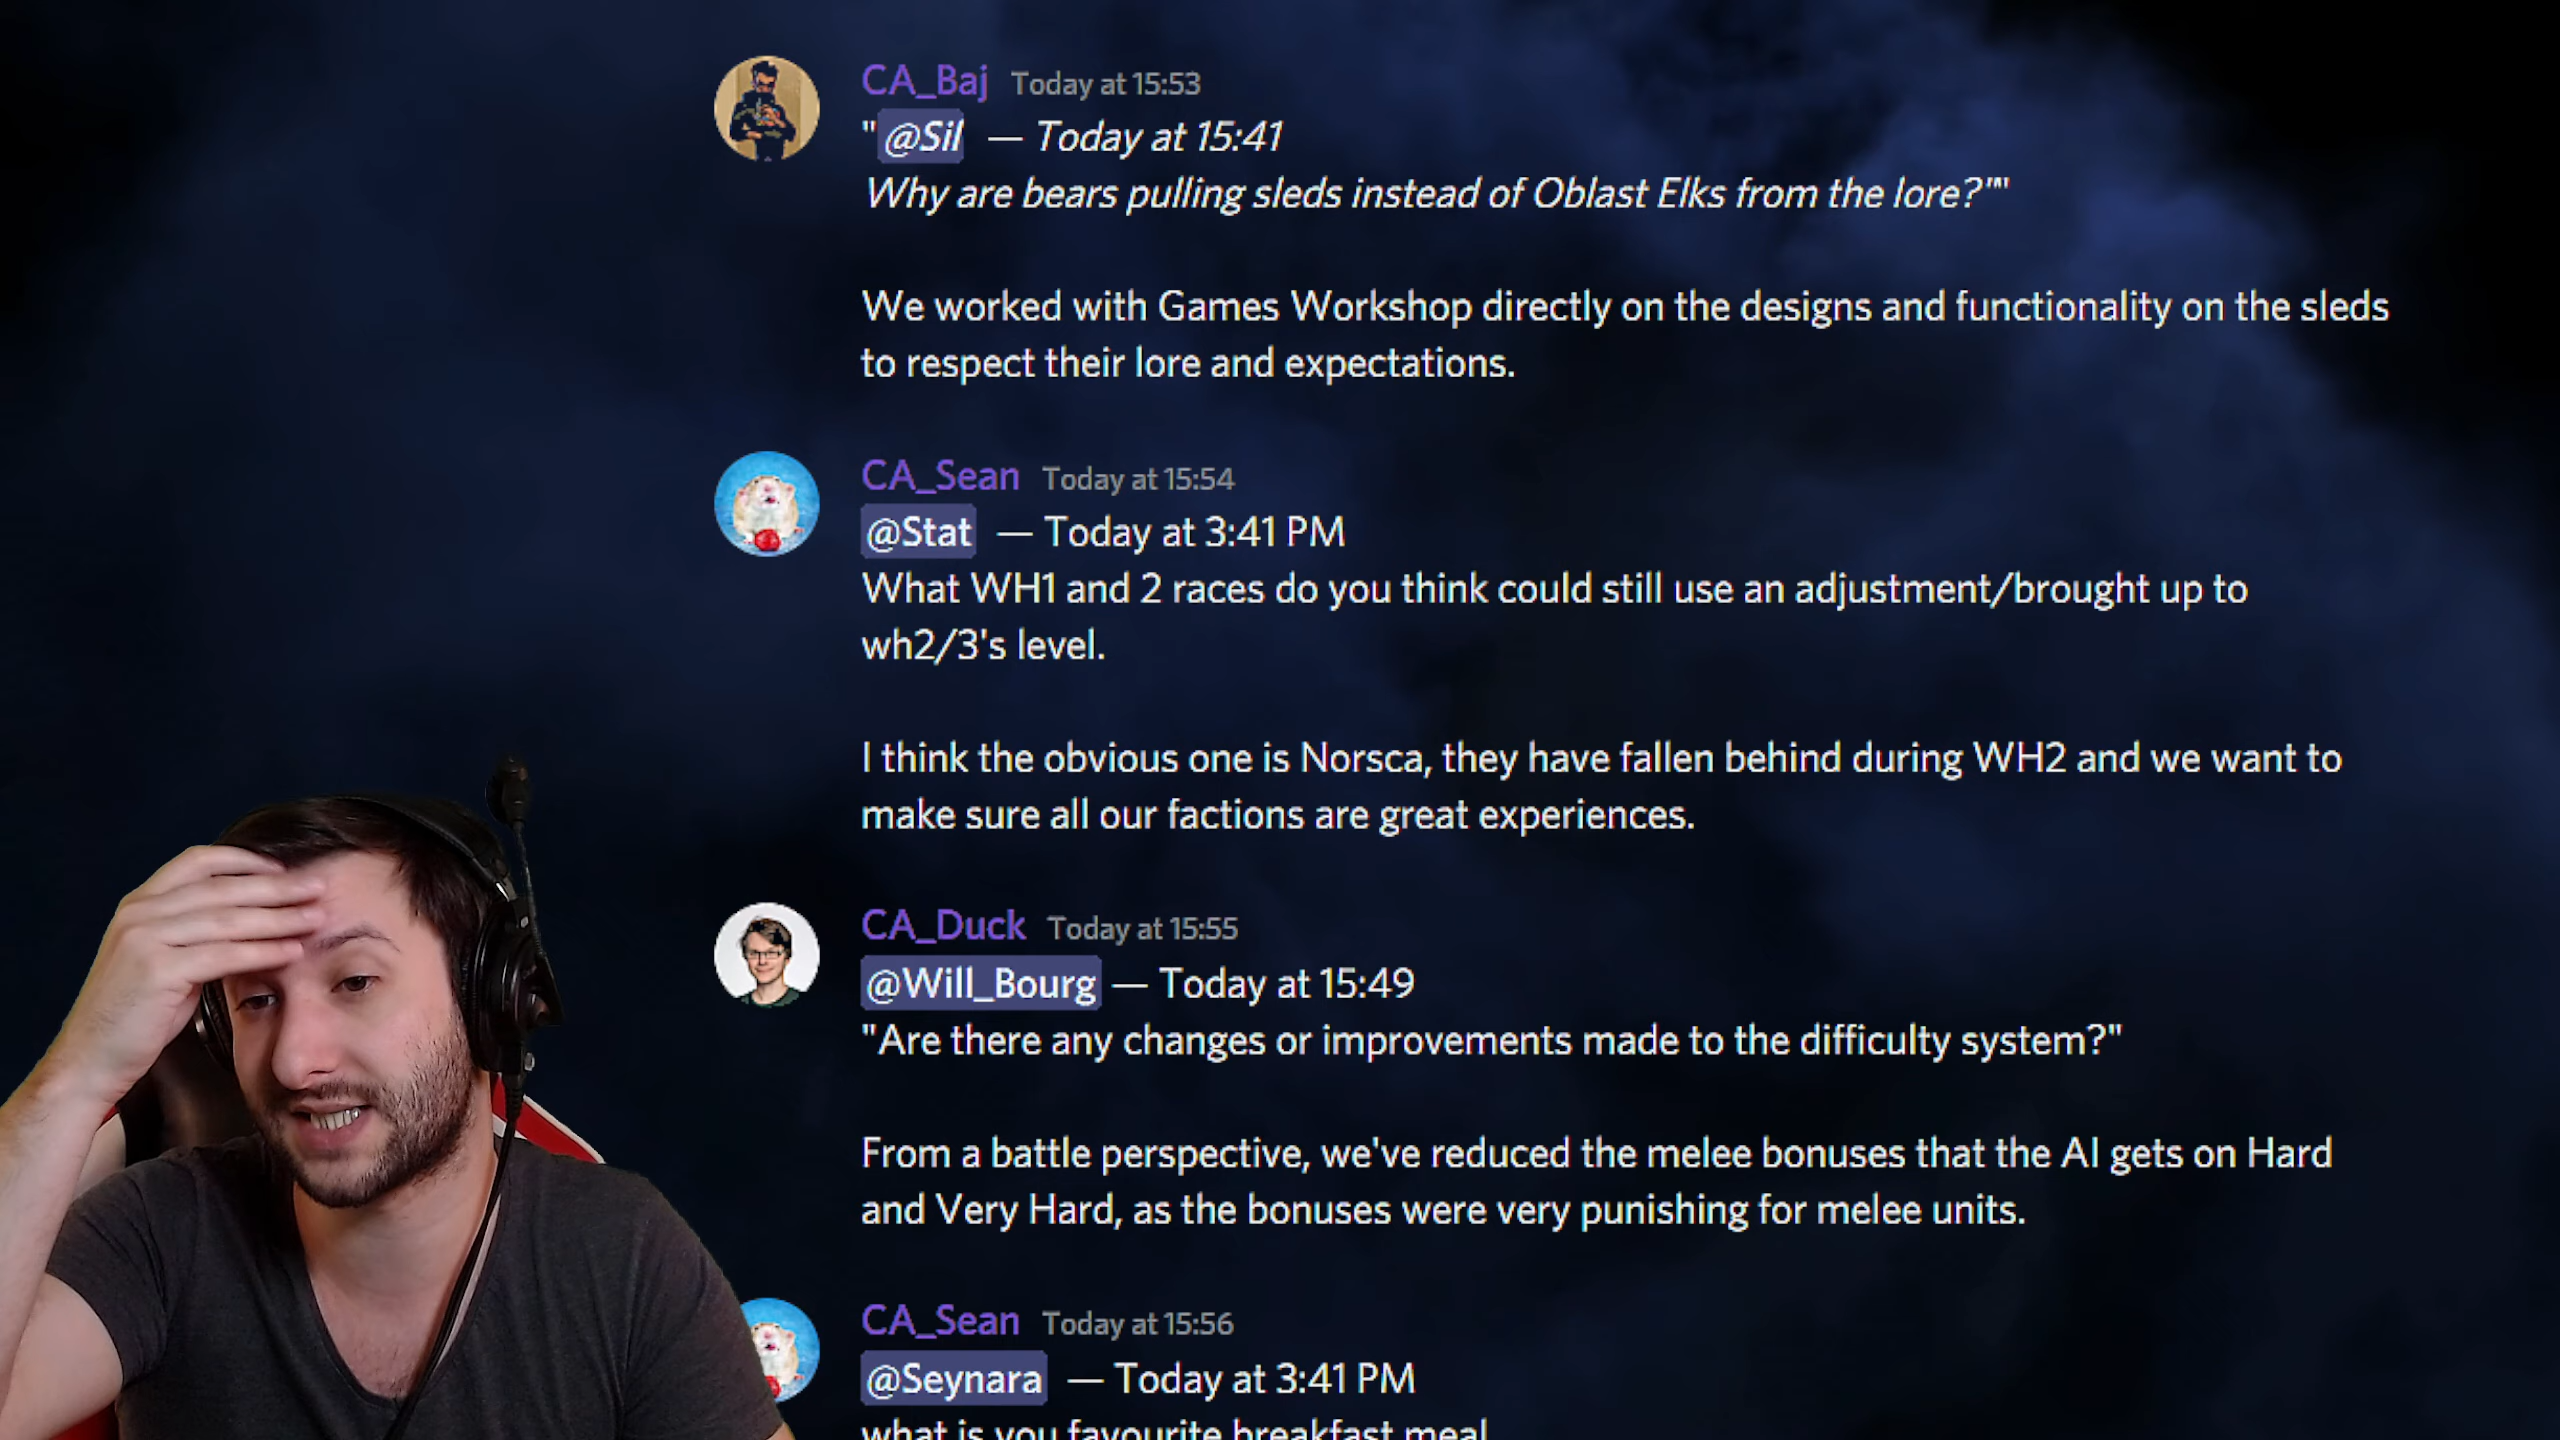 CA_Baj Today at 15:53
"@Sil — Today at 15:41
Why are bears pulling sleds instead of Oblast Elks from the lore?""
We worked with Games Workshop directly on the designs and functionality on the sleds
to respect their lore and expectations.
CA_Sean Today at 15:54
@Stat — Today at 3:41 PM
What WH1 and 2 races do you think could still use an adjustment/brought up to
wh2/3's level.
I think the obvious one is Norsca, they have fallen behind during WH2 and we want to
make sure all our factions are great experiences.
CA_Duck Today at 15:55
@Will_Bourg — Today at 15:49
"Are there any changes or improvements made to the difficulty system?"
From a battle perspective, we've reduced the melee bonuses that the AI gets on Hard
and Very Hard, as the bonuses were very punishing for melee units.
CA_Sean Today at 15:56
@Seynara — Today at 3:41 PM
what is you favourite breakfast meal